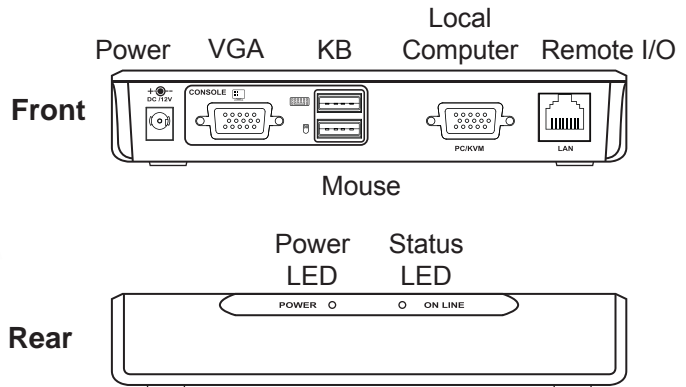 Local
Power VGA KB Computer Remote I/O
Front
+ -
DC /12V
CONSOLE
PC/KVM
LAN
Mouse
Power Status
LED LED
Rear
POWER ON LINE